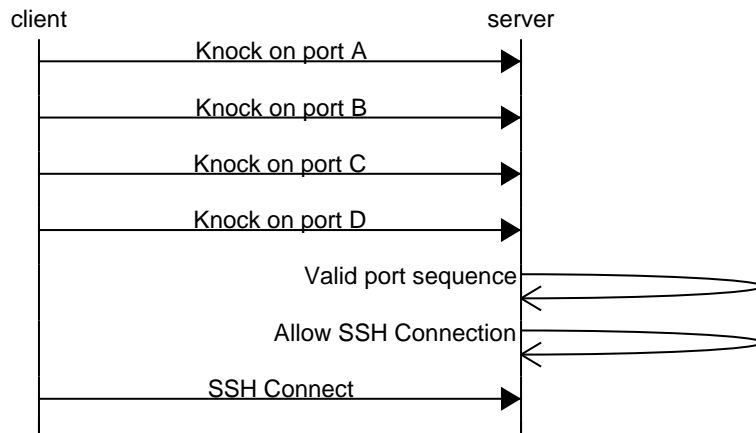 client
server
Knock on port A
Knock on port B
Knock on port C
Knock on port D
Valid port sequence
Allow SSH Connection
SSH Connect